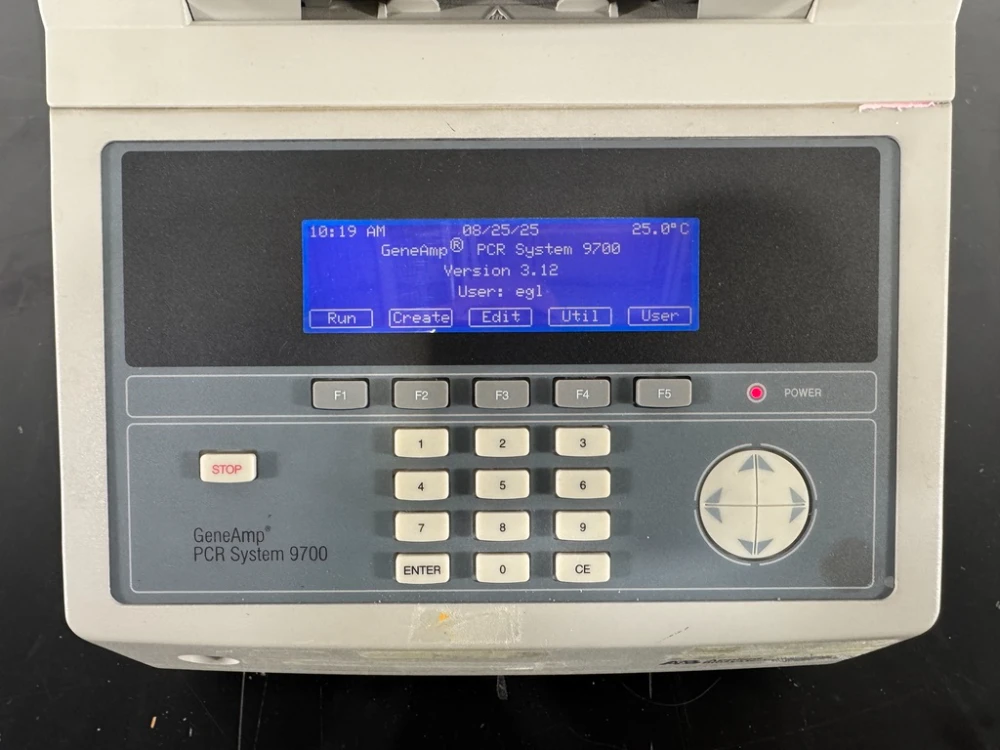 10:19 AM 08/25/25 25.0°C
GeneAmp® PCR System 9700
Version 3.12
User: egl
Run Create Edit Util User
F1 F2 F3 F4 F5 POWER
1 2 3
STOP
4 5 6
7 8 9
GeneAmp®
PCR System 9700
ENTER 0 CE